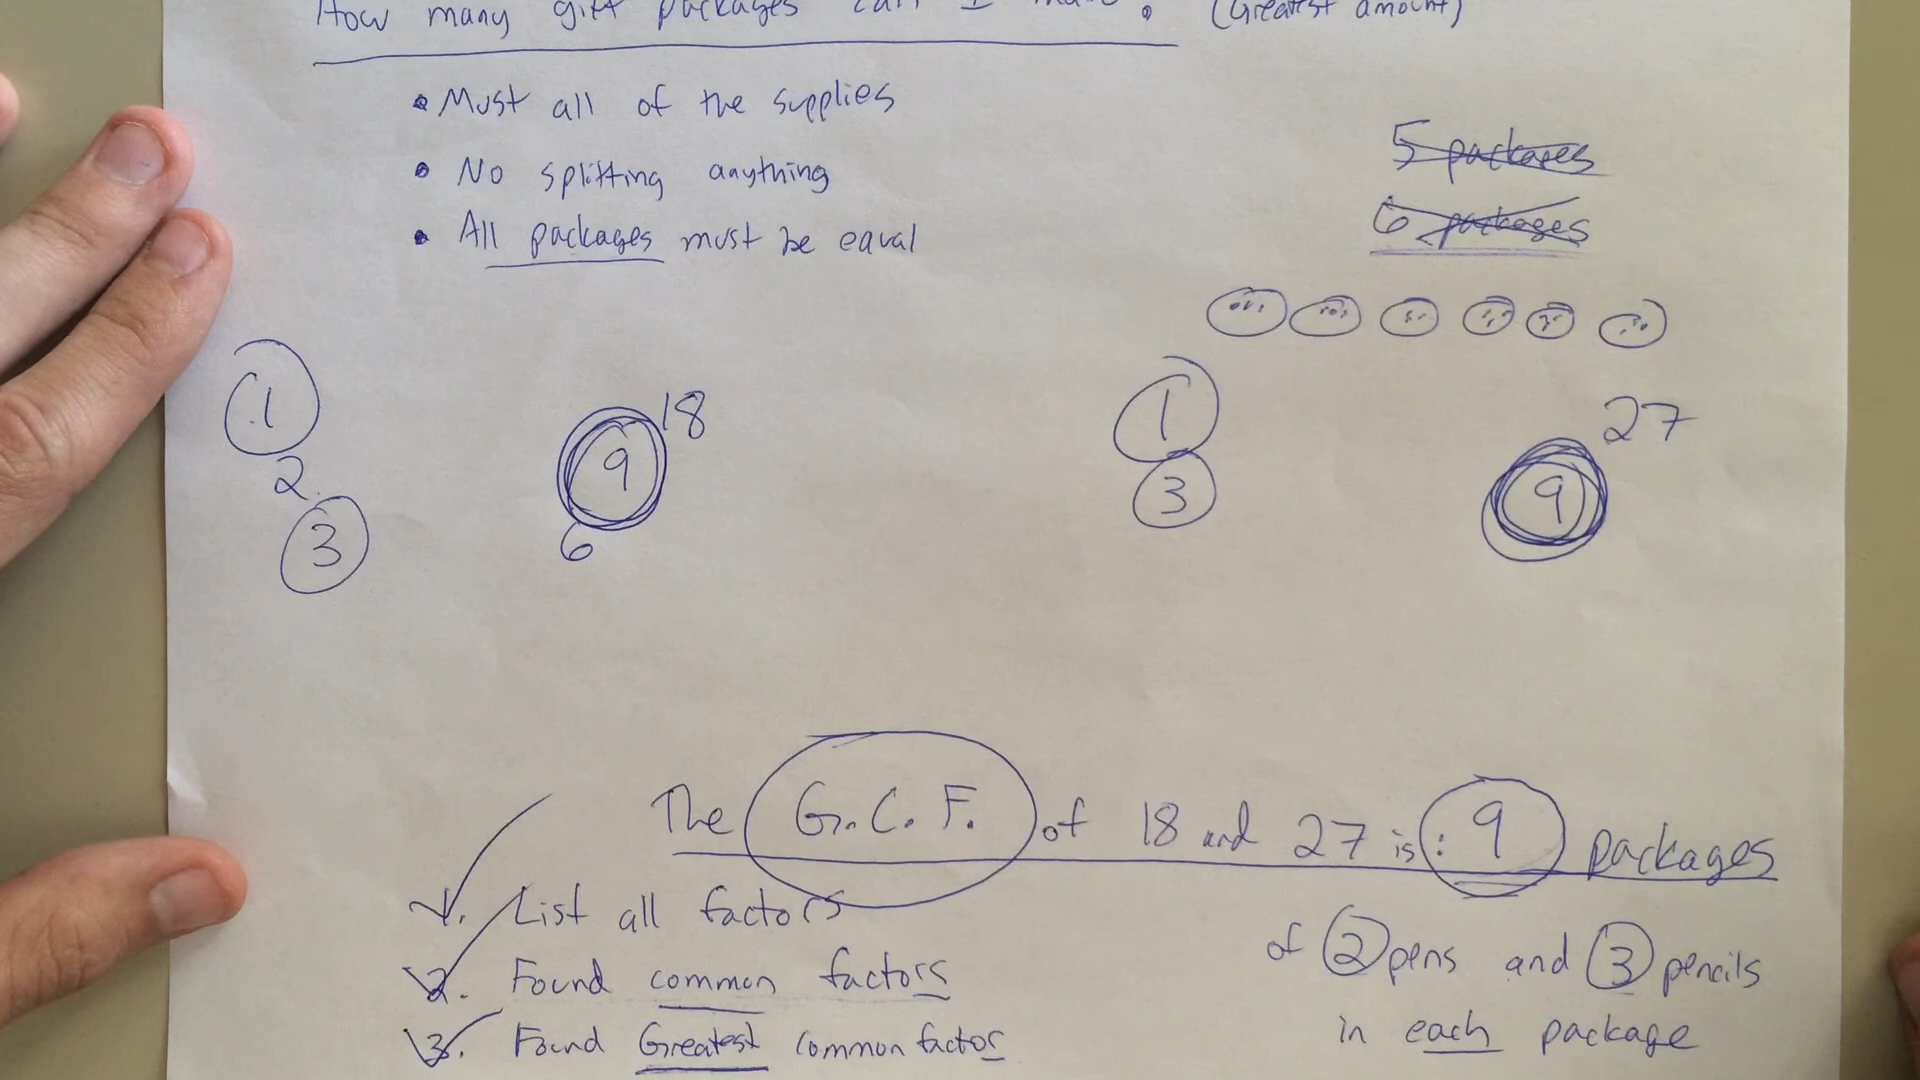 How many gift packages can I make? (Greatest amount)
• Must all of the supplies
• No splitting anything
• All packages must be equal
5 packages
6 packages
1
2
3
18
9
6
1
3
27
9
The G.C.F. of 18 and 27 is: 9 packages
of 2 pens and 3 pencils
in each package
1. List all factors
2. Found common factors
3. Found Greatest common factor